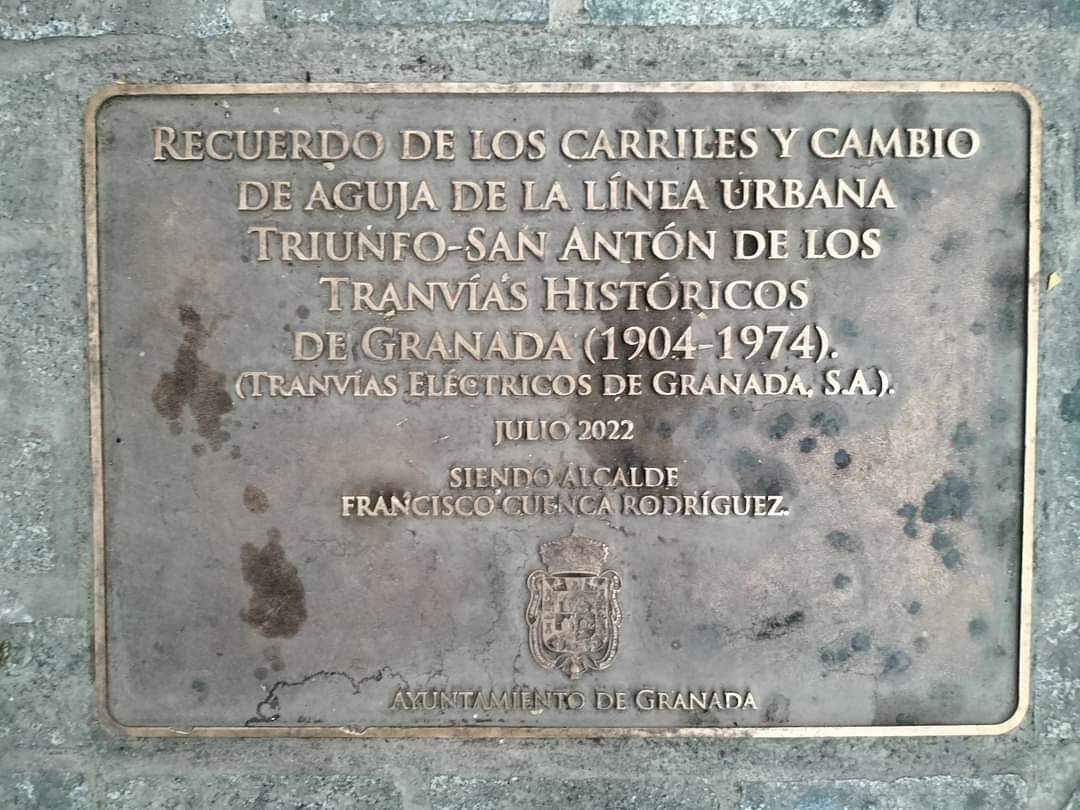 RECUERDO DE LOS CARRILES Y CAMBIO
DE AGUJA DE LA LÍNEA URBANA
TRIUNFO-SAN ANTÓN DE LOS
TRANVÍAS HISTÓRICOS
DE GRANADA (1904-1974).
(TRANVÍAS ELÉCTRICOS DE GRANADA, S.A.).
JULIO 2022
SIENDO ALCALDE
FRANCISCO CUENCA RODRÍGUEZ.
AYUNTAMIENTO DE GRANADA